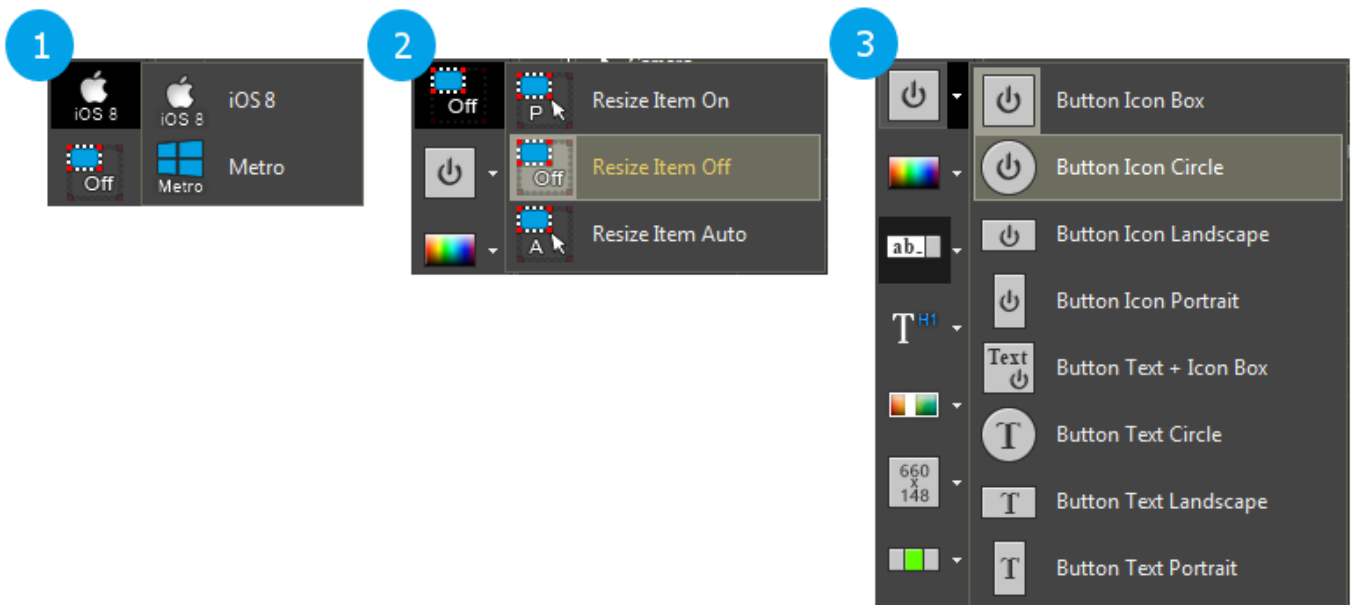 1
iOS 8
iOS 8
iOS 8
Off
Metro
Metro
2
Off
P
Resize Item On
Off
Resize Item Off
A
Resize Item Auto
3
Button Icon Box
Button Icon Circle
ab_
Button Icon Landscape
T H1
Button Icon Portrait
Text
Button Text + Icon Box
T
Button Text Circle
660
x
148
T
Button Text Landscape
T
Button Text Portrait